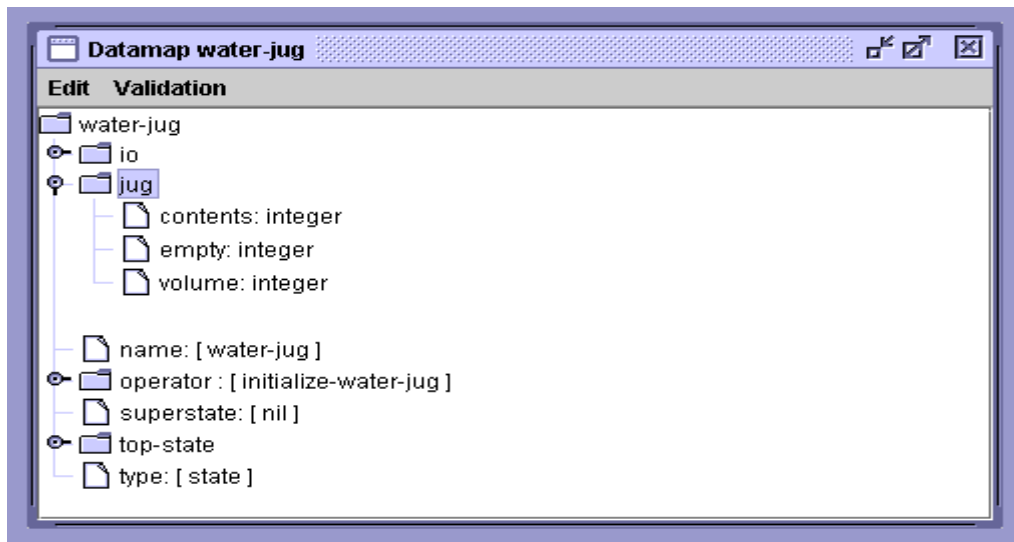 Datamap water-jug
Edit Validation
water-jug
io
jug
contents: integer
empty: integer
volume: integer
name: [ water-jug ]
operator : [ initialize-water-jug ]
superstate: [ nil ]
top-state
type: [ state ]